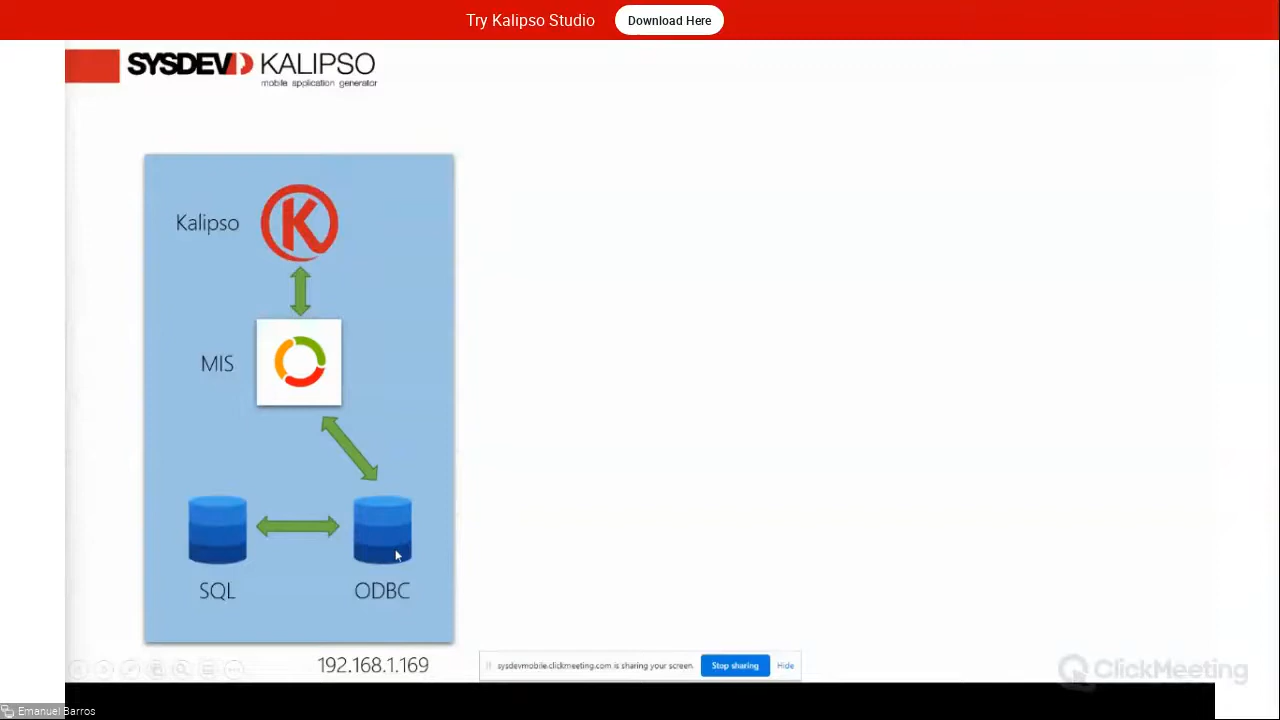 Try Kalipso Studio Download Here
SYSDEV KALIPSO
mobile application generator
Kalipso
MIS
SQL ODBC
192.168.1.169
sysdevmobile.clickmeeting.com is sharing your screen. Stop sharing Hide
ClickMeeting
Emanuel Barros